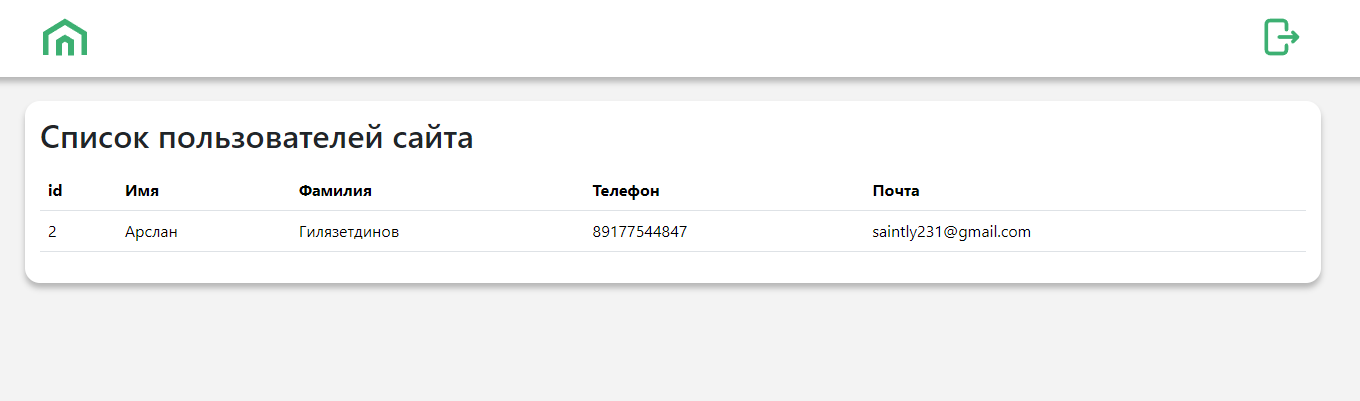 Список пользователей сайта
id Имя Фамилия Телефон Почта
2 Арслан Гилязетдинов 89177544847 saintly231@gmail.com